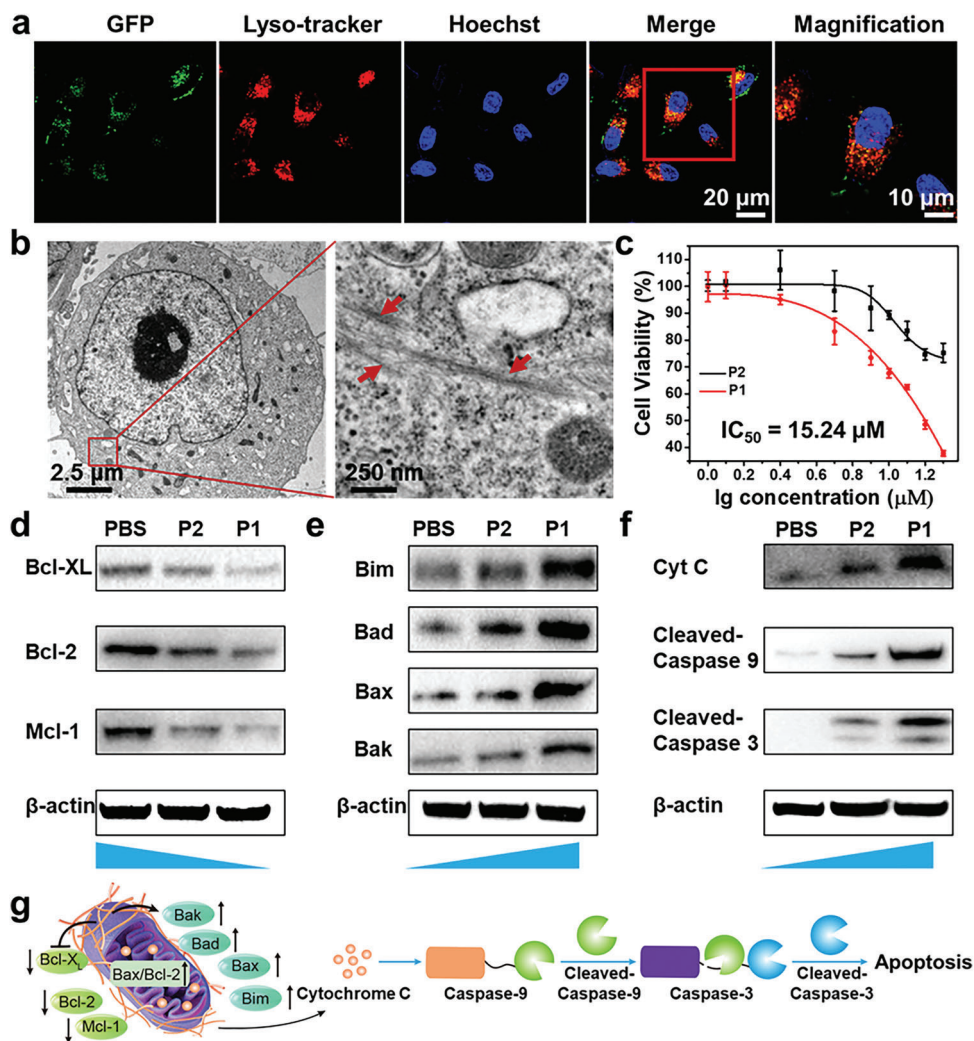 a
GFP Lyso-tracker Hoechst Merge Magnification
20 µm
10 µm
b
2.5 µm
250 nm
c
Cell Viability (%)
110
100
90
80
70
60
50
40
P2
P1
IC50 = 15.24 µM
0.0 0.2 0.4 0.6 0.8 1.0 1.2
lg concentration (µM)
d
PBS P2 P1
Bcl-XL
Bcl-2
Mcl-1
β-actin
e
PBS P2 P1
Bim
Bad
Bax
Bak
β-actin
f
PBS P2 P1
Cyt C
Cleaved-
Caspase 9
Cleaved-
Caspase 3
β-actin
g
Bak
Bad
Bax
Bim
Bcl-XL
Bax/Bcl-2
Bcl-2
Mcl-1
Cytochrome C
Caspase-9
Cleaved-
Caspase-9
Caspase-3
Cleaved-
Caspase-3
Apoptosis